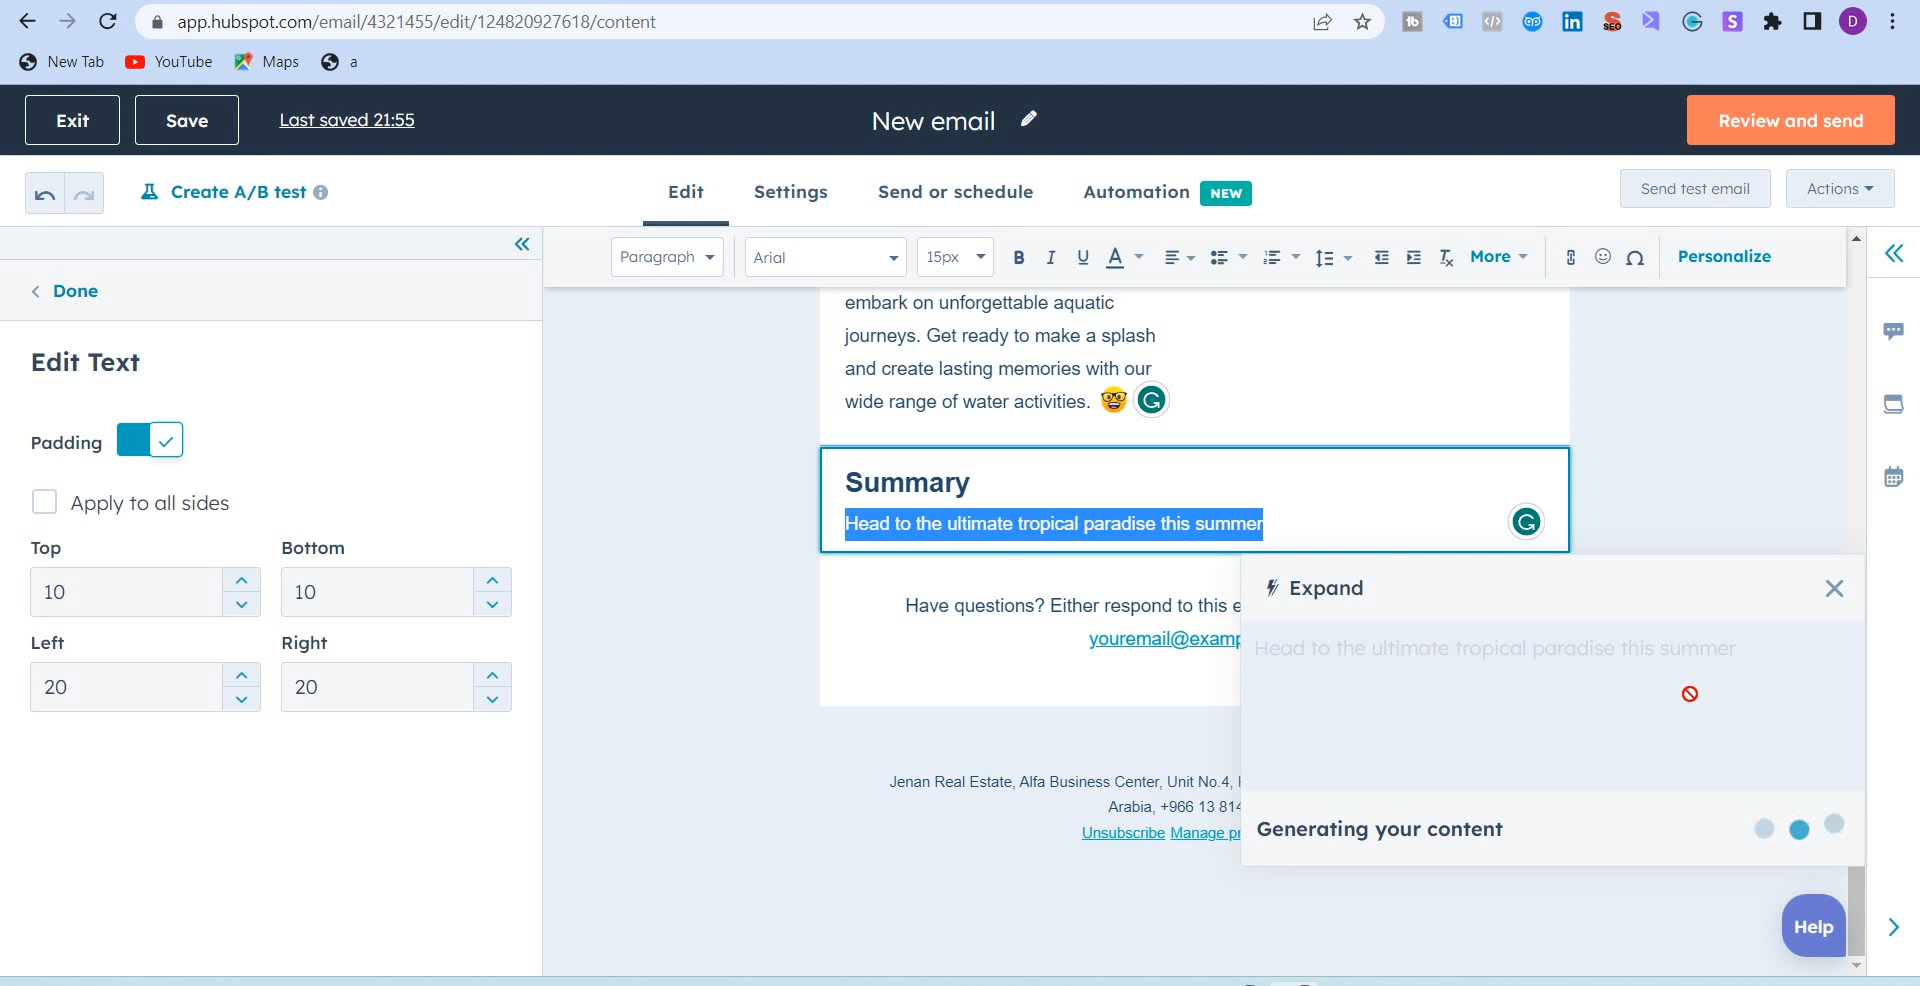 app.hubspot.com/email/4321455/edit/124820927618/content
D
New Tab
YouTube
Maps
a
Exit
Save
Last saved 21:55
New email
Review and send
Create A/B test
Edit
Settings
Send or schedule
Automation
NEW
Send test email
Actions
Paragraph
Arial
15px
B I U A
More
Personalize
Done
Edit Text
Padding
Apply to all sides
Top
Bottom
10
10
Left
Right
20
20
embark on unforgettable aquatic
journeys. Get ready to make a splash
and create lasting memories with our
wide range of water activities.
Summary
Head to the ultimate tropical paradise this summer
Expand
Head to the ultimate tropical paradise this summer
Generating your content
Have questions? Either respond to this e
youremail@examp
Jenan Real Estate, Alfa Business Center, Unit No.4,
Arabia, +966 13 814
Unsubscribe Manage pr
Help